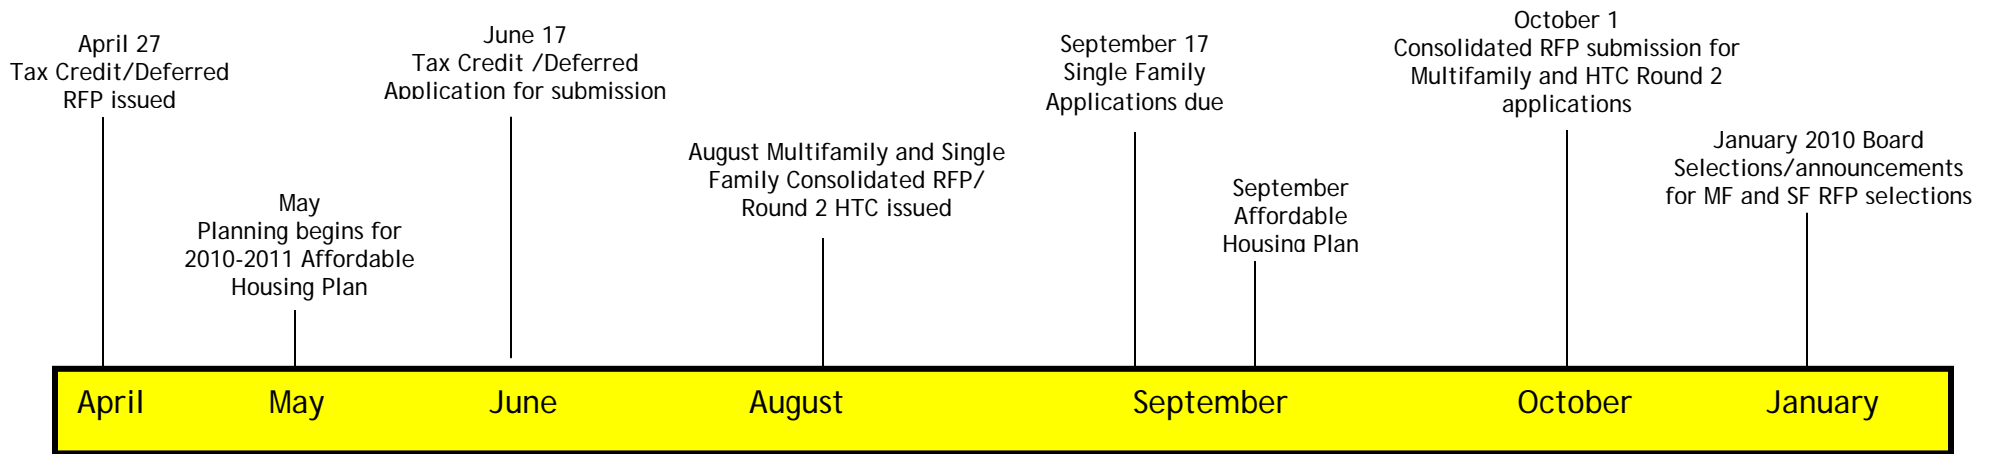 April 27
Tax Credit/Deferred
RFP issued
May
Planning begins for
2010-2011 Affordable
Housing Plan
June 17
Tax Credit /Deferred
Application for submission
August Multifamily and Single
Family Consolidated RFP/
Round 2 HTC issued
September 17
Single Family
Applications due
September
Affordable
Housing Plan
October 1
Consolidated RFP submission for
Multifamily and HTC Round 2
applications
January 2010 Board
Selections/announcements
for MF and SF RFP selections
April
May
June
August
September
October
January